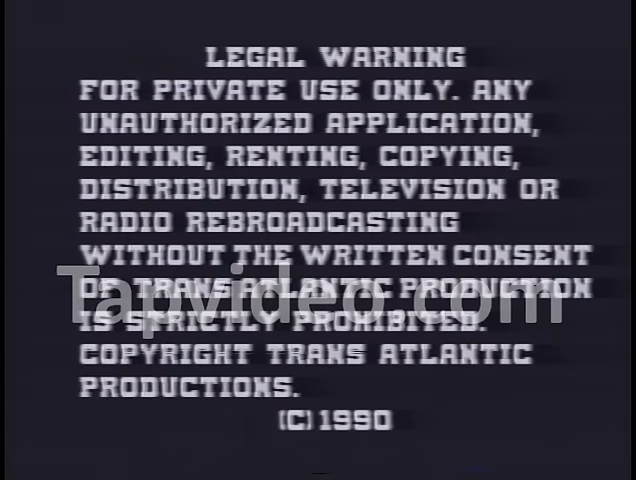 LEGAL WARNING
FOR PRIVATE USE ONLY. ANY
UNAUTHORIZED APPLICATION,
EDITING, RENTING, COPYING,
DISTRIBUTION, TELEVISION OR
RADIO REBROADCASTING
WITHOUT THE WRITTEN CONSENT
OF TRANS ATLANTIC PRODUCTION
IS STRICTLY PROHIBITED.
COPYRIGHT TRANS ATLANTIC
PRODUCTIONS.
(C) 1990
Tapvideo.com